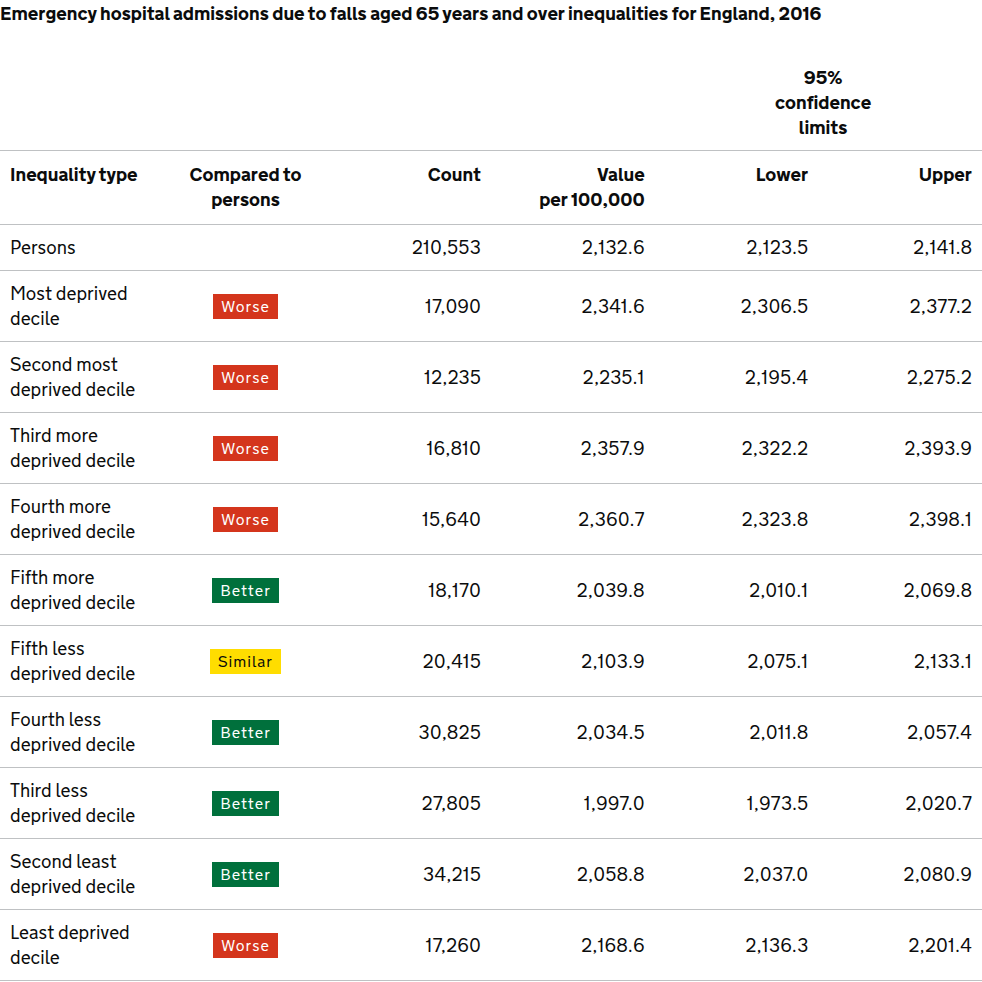 Emergency hospital admissions due to falls aged 65 years and over inequalities for England, 2016
95%
confidence
limits
Inequality type Compared to persons Count Value per 100,000 Lower Upper
Persons 210,553 2,132.6 2,123.5 2,141.8
Most deprived decile Worse 17,090 2,341.6 2,306.5 2,377.2
Second most deprived decile Worse 12,235 2,235.1 2,195.4 2,275.2
Third more deprived decile Worse 16,810 2,357.9 2,322.2 2,393.9
Fourth more deprived decile Worse 15,640 2,360.7 2,323.8 2,398.1
Fifth more deprived decile Better 18,170 2,039.8 2,010.1 2,069.8
Fifth less deprived decile Similar 20,415 2,103.9 2,075.1 2,133.1
Fourth less deprived decile Better 30,825 2,034.5 2,011.8 2,057.4
Third less deprived decile Better 27,805 1,997.0 1,973.5 2,020.7
Second least deprived decile Better 34,215 2,058.8 2,037.0 2,080.9
Least deprived decile Worse 17,260 2,168.6 2,136.3 2,201.4